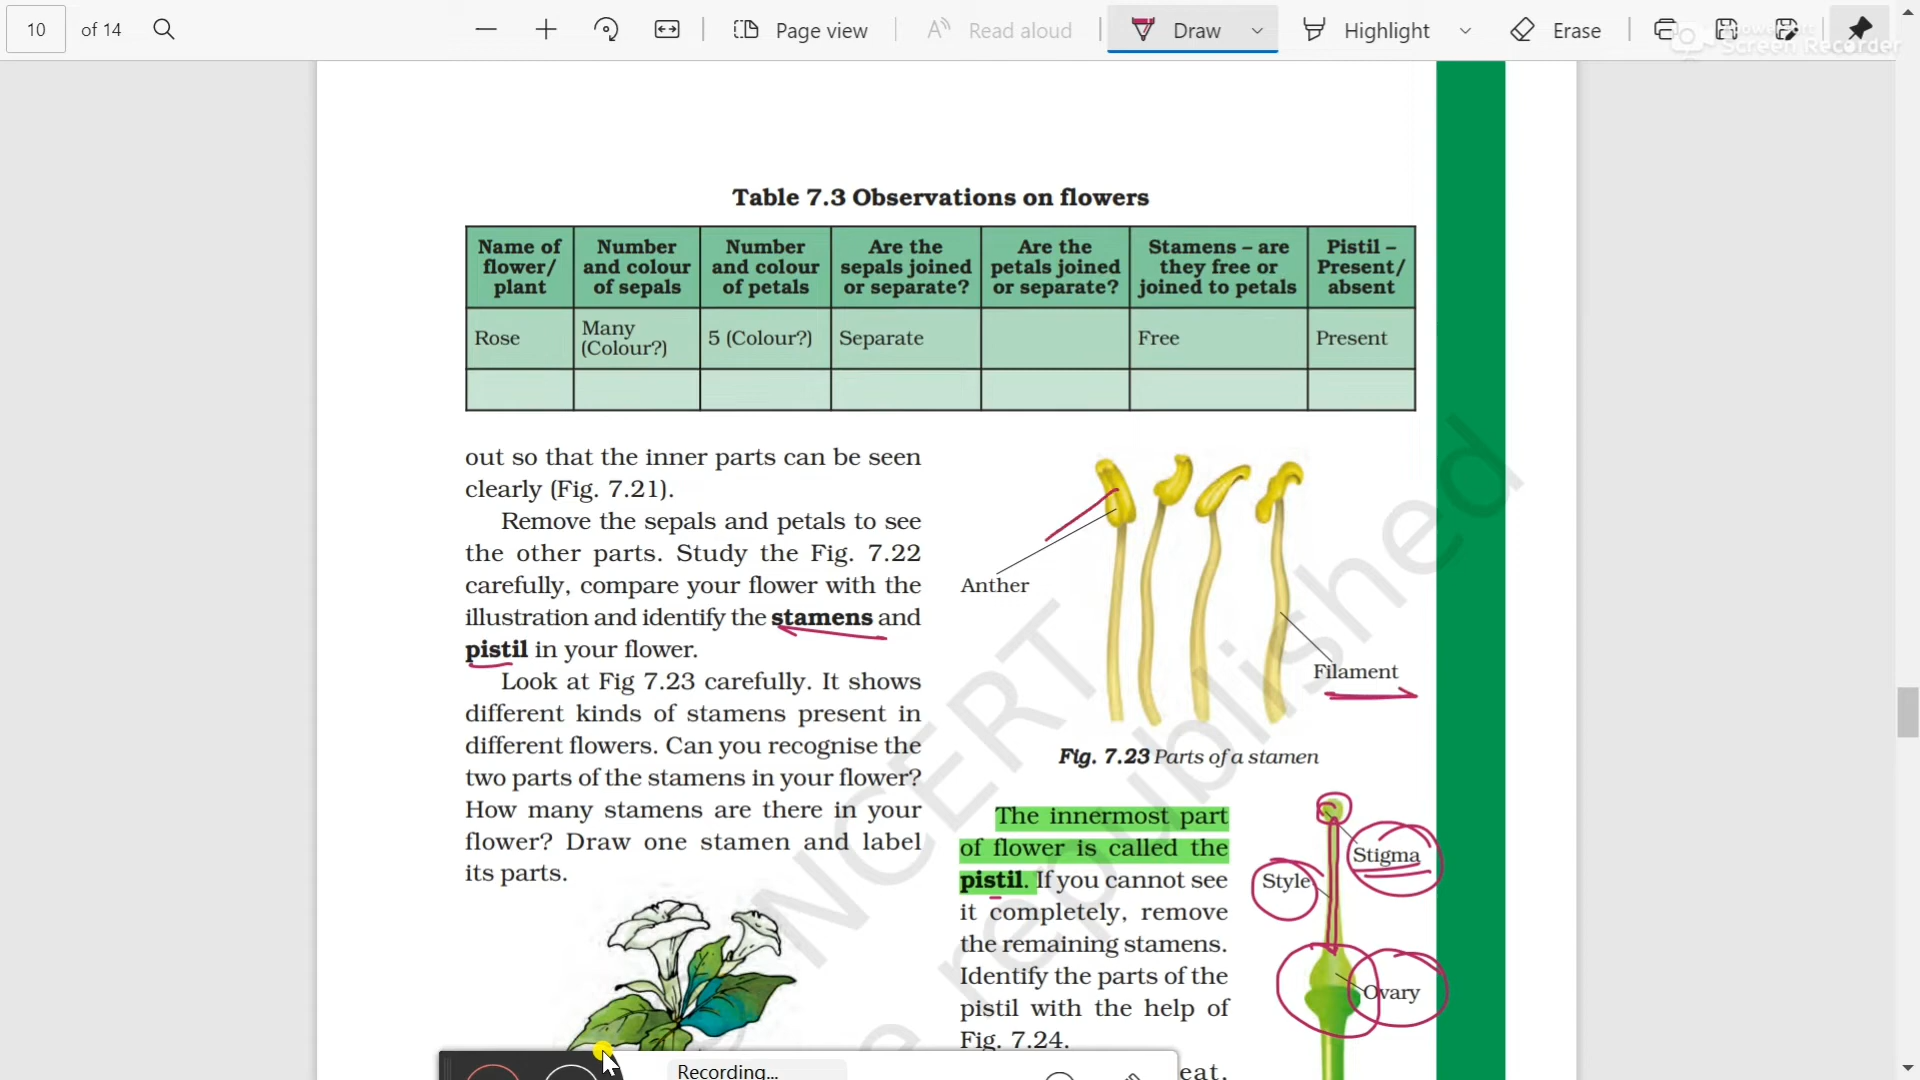 10 of 14 Page view Read aloud Draw Highlight Erase
Screen Recorder
Table 7.3 Observations on flowers
Name of flower/ plant
Number and colour of sepals
Number and colour of petals
Are the sepals joined or separate?
Are the petals joined or separate?
Stamens – are they free or joined to petals
Pistil – Present/ absent
Rose
Many (Colour?)
5 (Colour?)
Separate
Free
Present
out so that the inner parts can be seen
clearly (Fig. 7.21).
Remove the sepals and petals to see
the other parts. Study the Fig. 7.22
carefully, compare your flower with the
illustration and identify the stamens and
pistil in your flower.
Look at Fig 7.23 carefully. It shows
different kinds of stamens present in
different flowers. Can you recognise the
two parts of the stamens in your flower?
How many stamens are there in your
flower? Draw one stamen and label
its parts.
Anther
Filament
Fig. 7.23 Parts of a stamen
The innermost part
of flower is called the
pistil. If you cannot see
it completely, remove
the remaining stamens.
Identify the parts of the
pistil with the help of
Fig. 7.24.
Stigma
Style
Ovary
NCERT
republished
Recording...
eat,